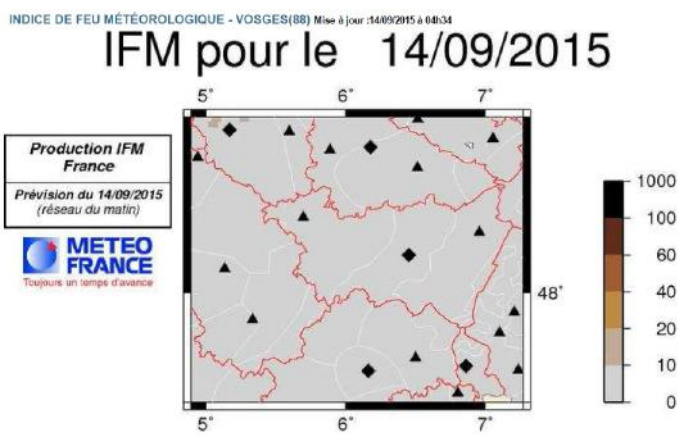 INDICE DE FEU MÉTÉOROLOGIQUE - VOSGES(88) Mise à jour :14/09/2015 à 04h34
IFM pour le 14/09/2015
5° 6° 7°
Production IFM
France
Prévision du 14/09/2015
(réseau du matin)
METEO
FRANCE
Toujours un temps d'avance
48°
5° 6° 7°
1000
100
60
40
20
10
0